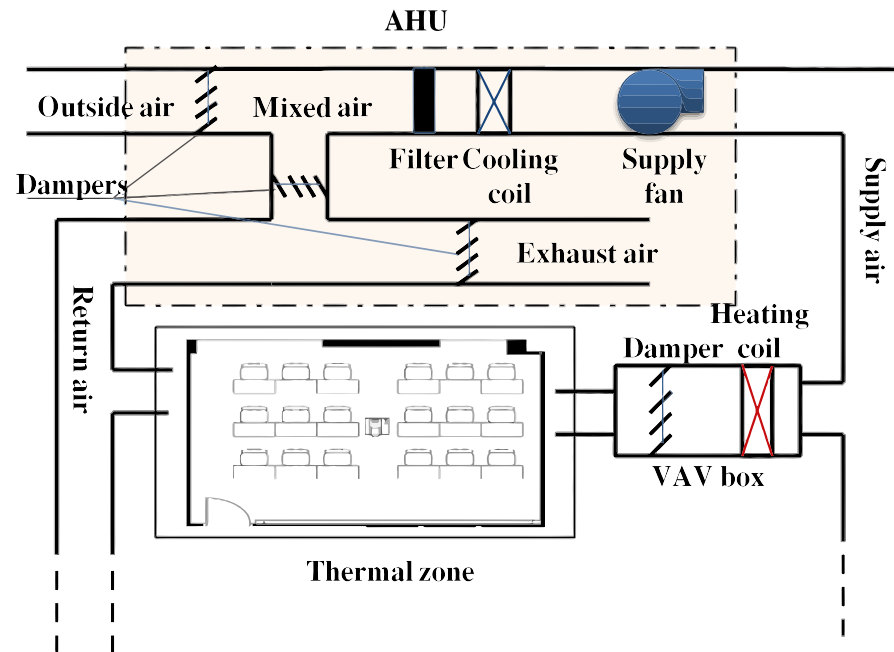 AHU
Outside air
Mixed air
Filter
Cooling
coil
Supply
fan
Dampers
Supply air
Exhaust air
Return air
Heating
coil
Damper
VAV box
Thermal zone